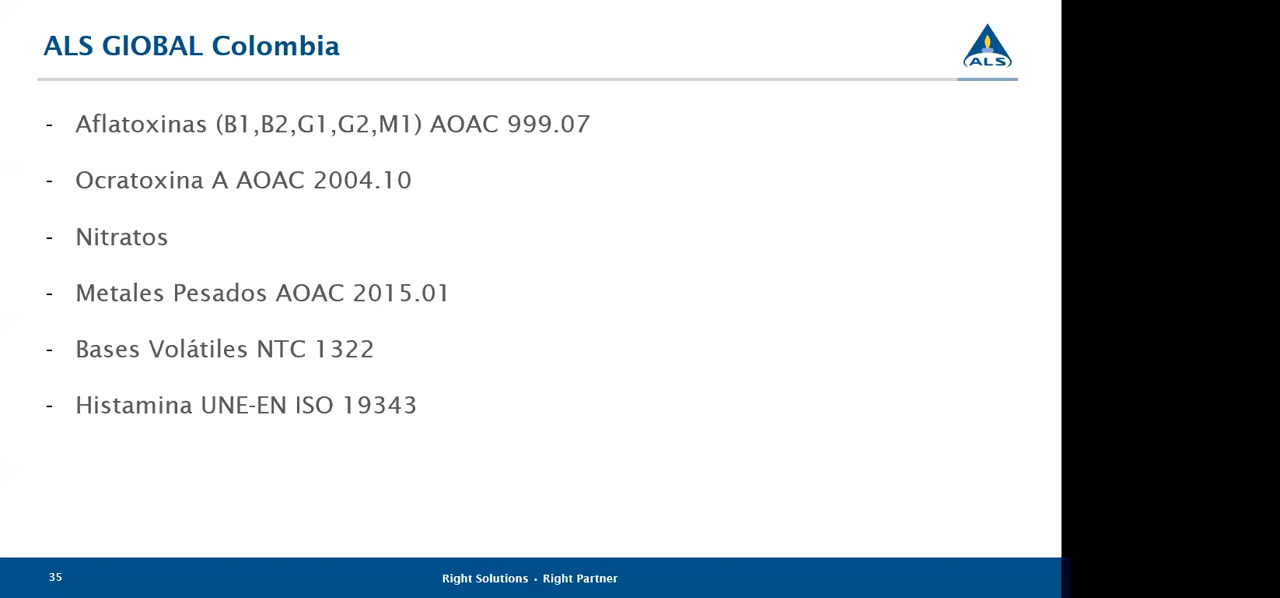 ALS GlOBAL Colombia
ALS
- Aflatoxinas (B1,B2,G1,G2,M1) AOAC 999.07
- Ocratoxina A AOAC 2004.10
- Nitratos
- Metales Pesados AOAC 2015.01
- Bases Volátiles NTC 1322
- Histamina UNE-EN ISO 19343
35
Right Solutions • Right Partner